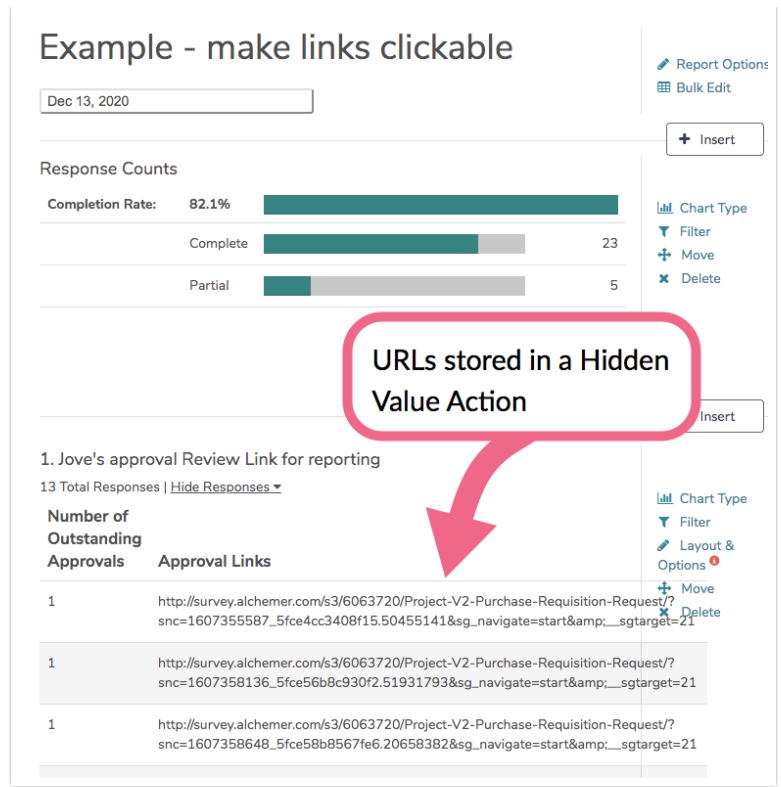 Example - make links clickable
Report Options
Bulk Edit
Dec 13, 2020
Insert
Response Counts
Completion Rate: 82.1%
Complete 23
Partial 5
Chart Type
Filter
Move
Delete
URLs stored in a Hidden
Value Action
Insert
1. Jove's approval Review Link for reporting
13 Total Responses | Hide Responses
Number of
Outstanding
Approvals Approval Links
Chart Type
Filter
Layout &
Options
Move
Delete
1 http://survey.alchemer.com/s3/6063720/Project-V2-Purchase-Requisition-Request/?
snc=1607355587_5fce4cc3408f15.50455141&sg_navigate=start&amp;__sgtarget=21
1 http://survey.alchemer.com/s3/6063720/Project-V2-Purchase-Requisition-Request/?
snc=1607358136_5fce56b8c930f2.51931793&sg_navigate=start&amp;__sgtarget=21
1 http://survey.alchemer.com/s3/6063720/Project-V2-Purchase-Requisition-Request/?
snc=1607358648_5fce58b8567fe6.20658382&sg_navigate=start&amp;__sgtarget=21